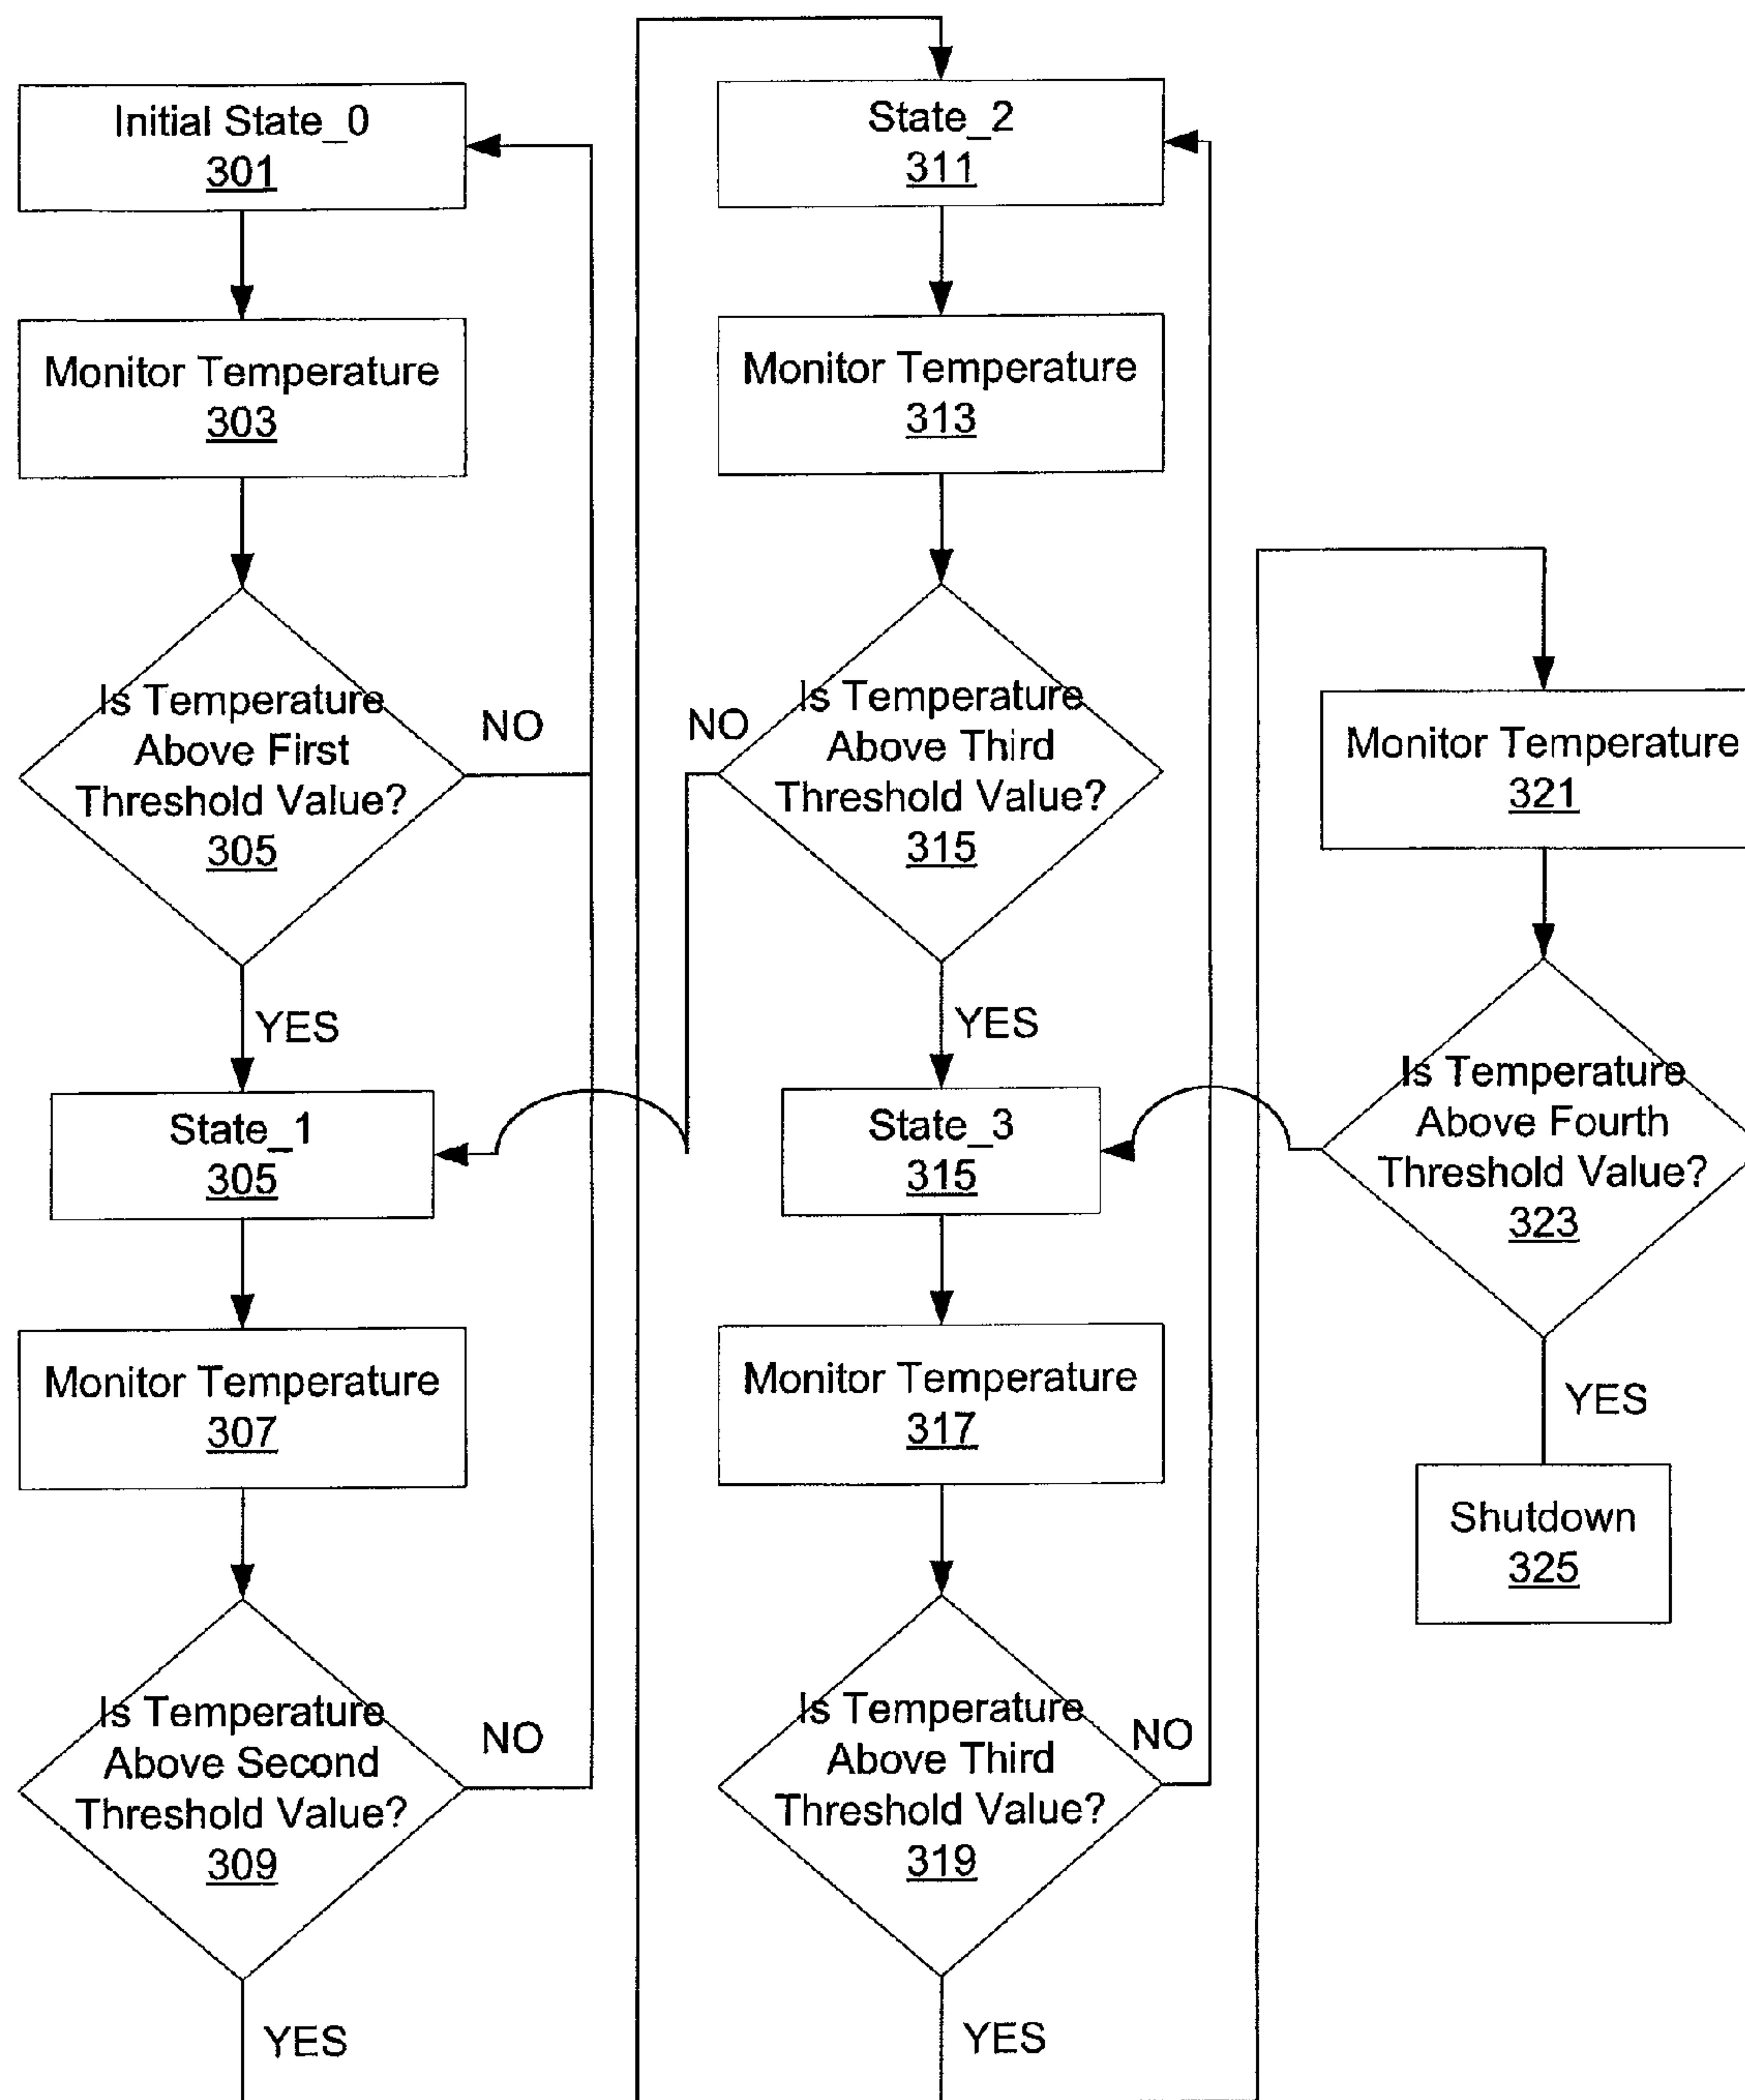 Initial State_0
301
Monitor Temperature
303
Is Temperature
Above First
Threshold Value?
305
NO
YES
State_1
305
Monitor Temperature
307
Is Temperature
Above Second
Threshold Value?
309
NO
YES
State_2
311
Monitor Temperature
313
Is Temperature
Above Third
Threshold Value?
315
NO
YES
State_3
315
Monitor Temperature
317
Is Temperature
Above Third
Threshold Value?
319
NO
YES
Monitor Temperature
321
Is Temperature
Above Fourth
Threshold Value?
323
YES
Shutdown
325